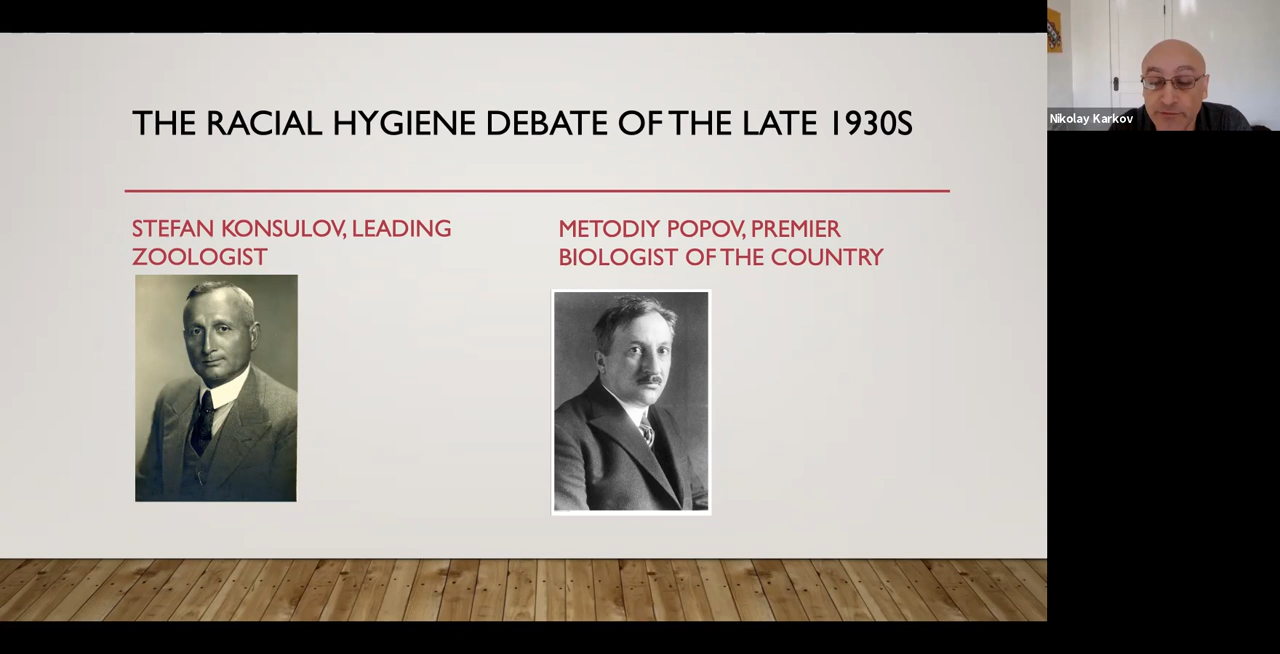 THE RACIAL HYGIENE DEBATE OF THE LATE 1930S
STEFAN KONSULOV, LEADING
ZOOLOGIST
METODIY POPOV, PREMIER
BIOLOGIST OF THE COUNTRY
Nikolay Karkov